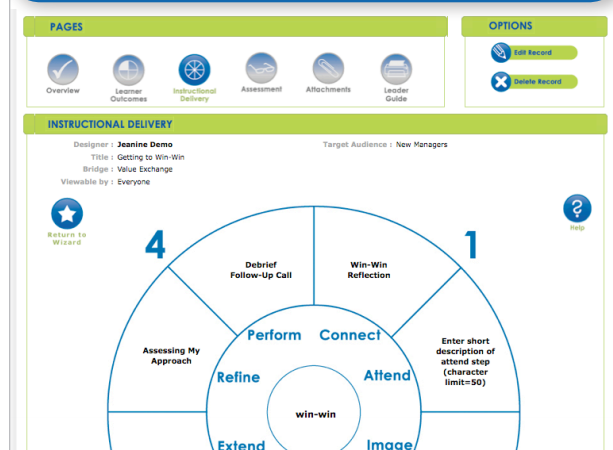 PAGES
OPTIONS
Overview
Learner
Outcomes
Instructional
Delivery
Assessment
Attachments
Leader
Guide
Edit Record
Delete Record
INSTRUCTIONAL DELIVERY
Designer : Jeanine Demo
Target Audience : New Managers
Title : Getting to Win-Win
Bridge : Value Exchange
Viewable by : Everyone
Return to
Wizard
?
Help
4
1
Debrief
Follow-Up Call
Win-Win
Reflection
Perform
Connect
Assessing My
Approach
Enter short
description of
attend step
(character
limit=50)
Refine
Attend
win-win
Extend
Image